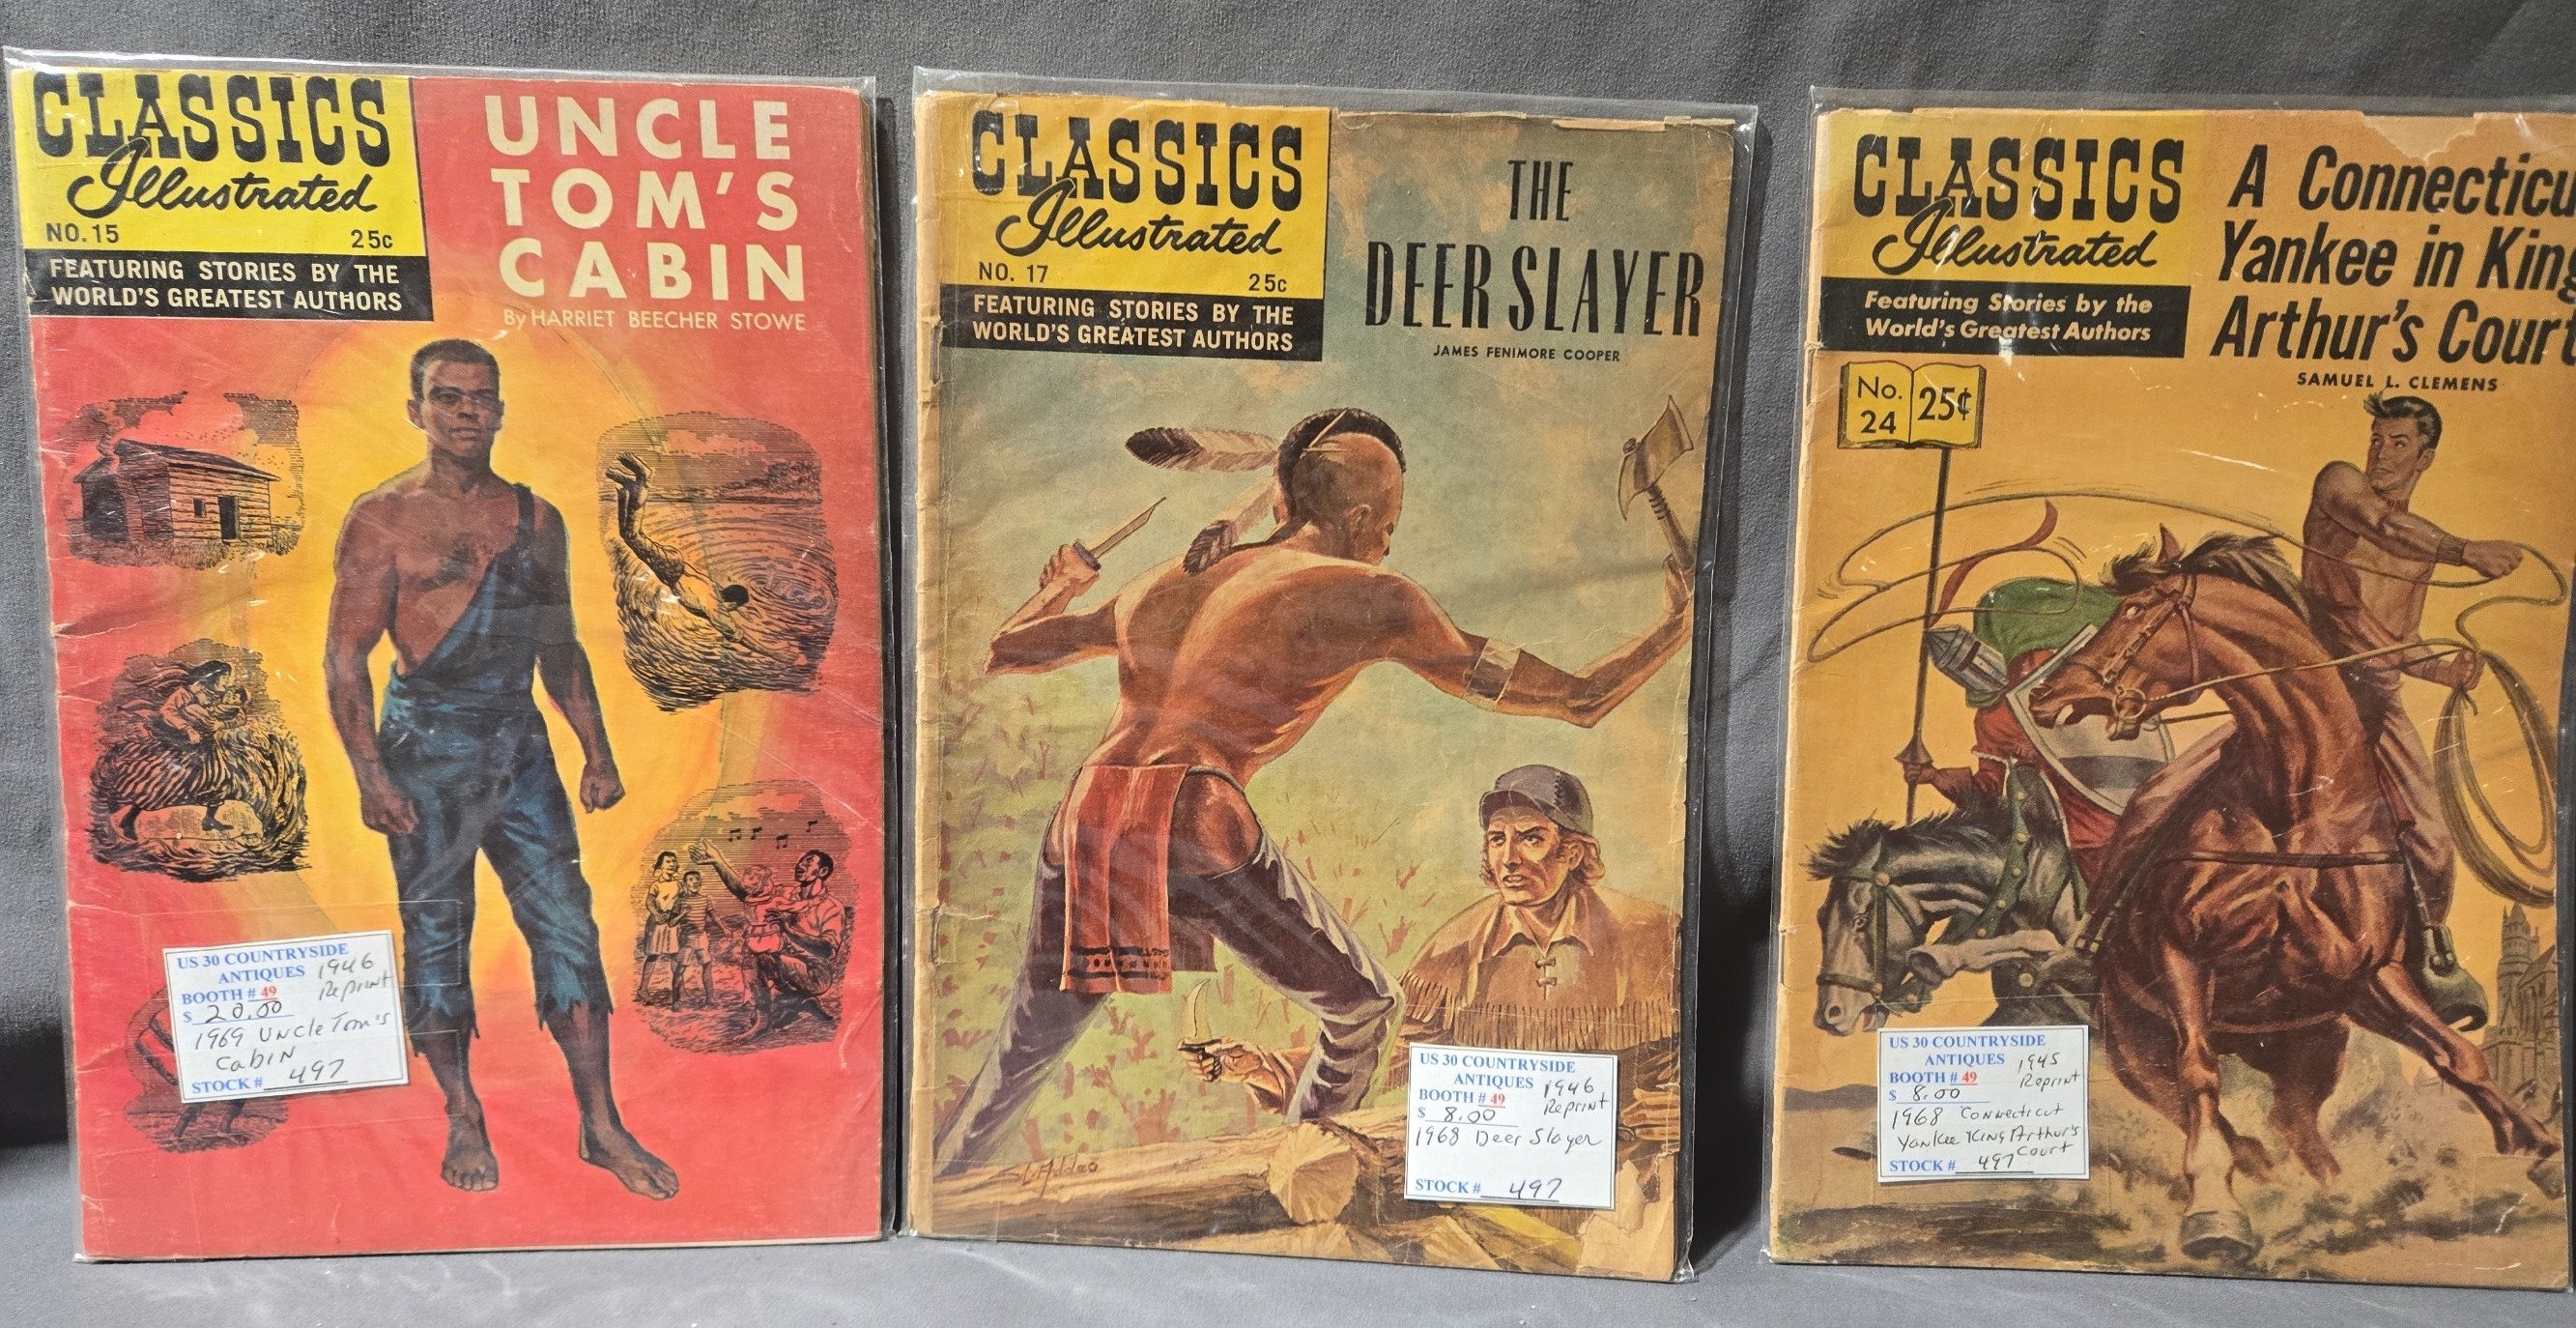 CLASSICS
Illustrated
NO. 15 25c
FEATURING STORIES BY THE
WORLD'S GREATEST AUTHORS
UNCLE
TOM'S
CABIN
By HARRIET BEECHER STOWE
US 30 COUNTRYSIDE
ANTIQUES 1946
Reprint
BOOTH # 49
$ 20.00
1969 Uncle Tom's
Cabin
STOCK # 497
CLASSICS
Illustrated
NO. 17 25c
FEATURING STORIES BY THE
WORLD'S GREATEST AUTHORS
THE
DEERSLAYER
JAMES FENIMORE COOPER
US 30 COUNTRYSIDE
ANTIQUES 1946
Reprint
BOOTH # 49
$ 8.00
1968 Deer Slayer
STOCK # 497
CLASSICS
Illustrated
Featuring Stories by the
World's Greatest Authors
No. 24 25¢
A Connecticu
Yankee in King
Arthur's Court
SAMUEL L. CLEMENS
US 30 COUNTRYSIDE
ANTIQUES 1945
Reprint
BOOTH # 49
$ 8.00
1968 Connecticut
Yankee King Arthur's
Court
STOCK # 497